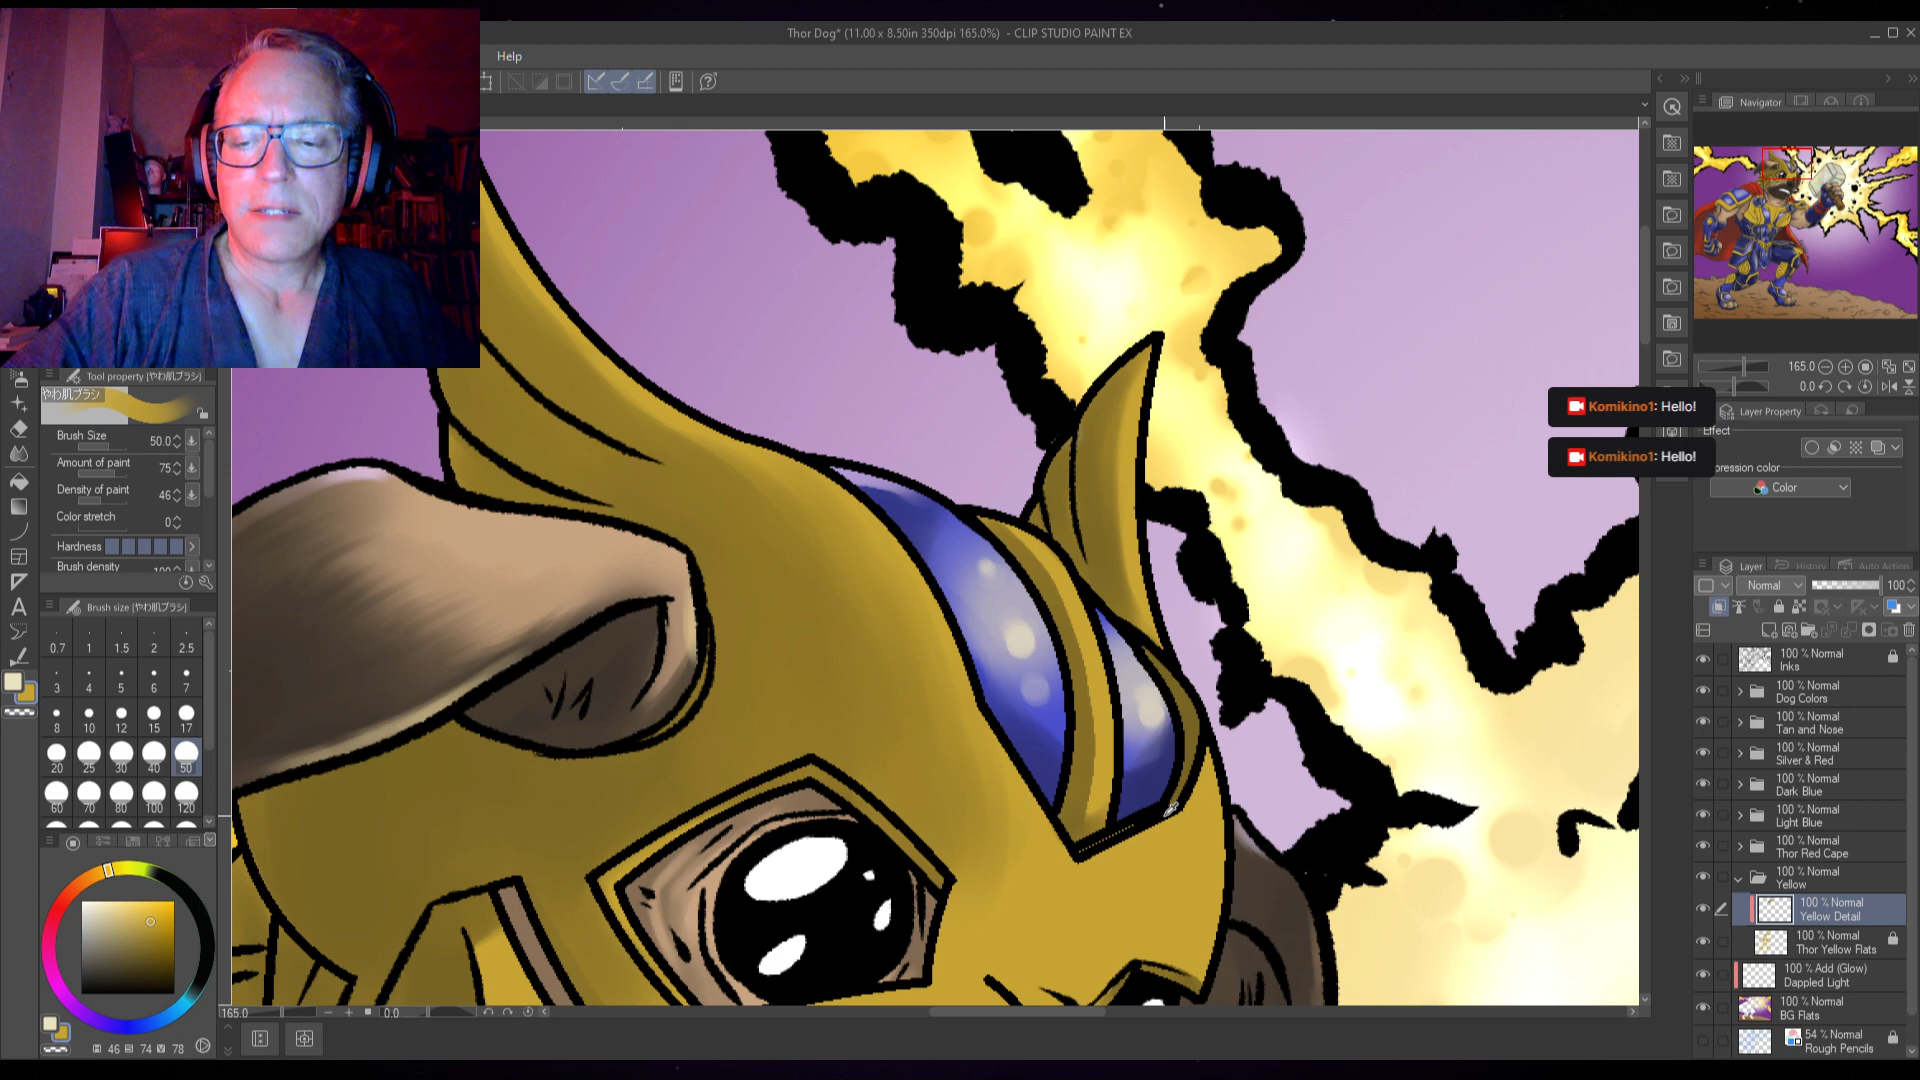 Thor Dog* (11.00 x 8.50in 350dpi 165.0%) - CLIP STUDIO PAINT EX
Help
Navigator
165.0
0.0
Komikino1: Hello!
Komikino1: Hello!
Layer Property
Effect
pression color
Color
Tool property [やわ肌ブラシ]
やわ肌ブラシ
Brush Size 50.0
Amount of paint 75
Density of paint 46
Color stretch 0
Hardness
Brush density 100
Brush size [やわ肌ブラシ]
0.7 1 1.5 2 2.5
3 4 5 6 7
8 10 12 15 17
20 25 30 40 50
60 70 80 100 120
46 74 78
165.0
0.0
Layer History Auto Action
Normal 100
100 % Normal
Inks
100 % Normal
Dog Colors
100 % Normal
Tan and Nose
100 % Normal
Silver & Red
100 % Normal
Dark Blue
100 % Normal
Light Blue
100 % Normal
Thor Red Cape
100 % Normal
Yellow
100 % Normal
Yellow Detail
100 % Normal
Thor Yellow Flats
100 % Add (Glow)
Dappled Light
100 % Normal
BG Flats
54 % Normal
Rough Pencils